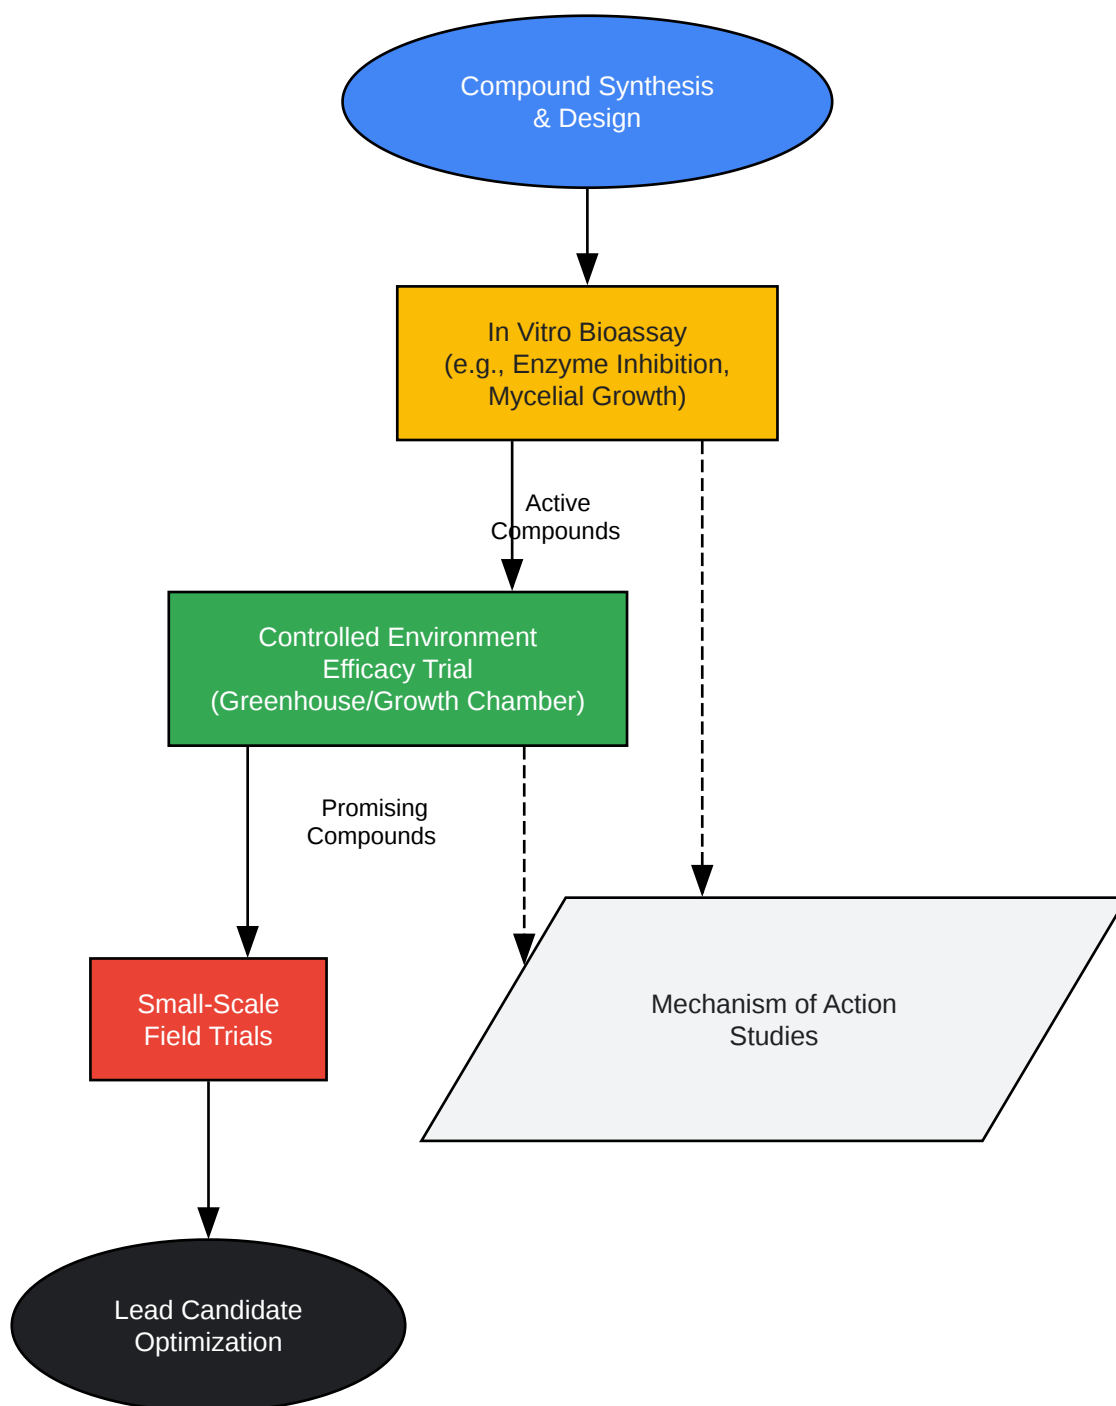 Compound Synthesis
& Design
In Vitro Bioassay
(e.g., Enzyme Inhibition,
Mycelial Growth)
Active
Compounds
Controlled Environment
Efficacy Trial
(Greenhouse/Growth Chamber)
Promising
Compounds
Small-Scale
Field Trials
Mechanism of Action
Studies
Lead Candidate
Optimization